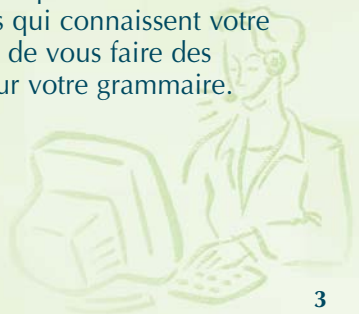 s qui connaissent votre
de vous faire des
ur votre grammaire.
3